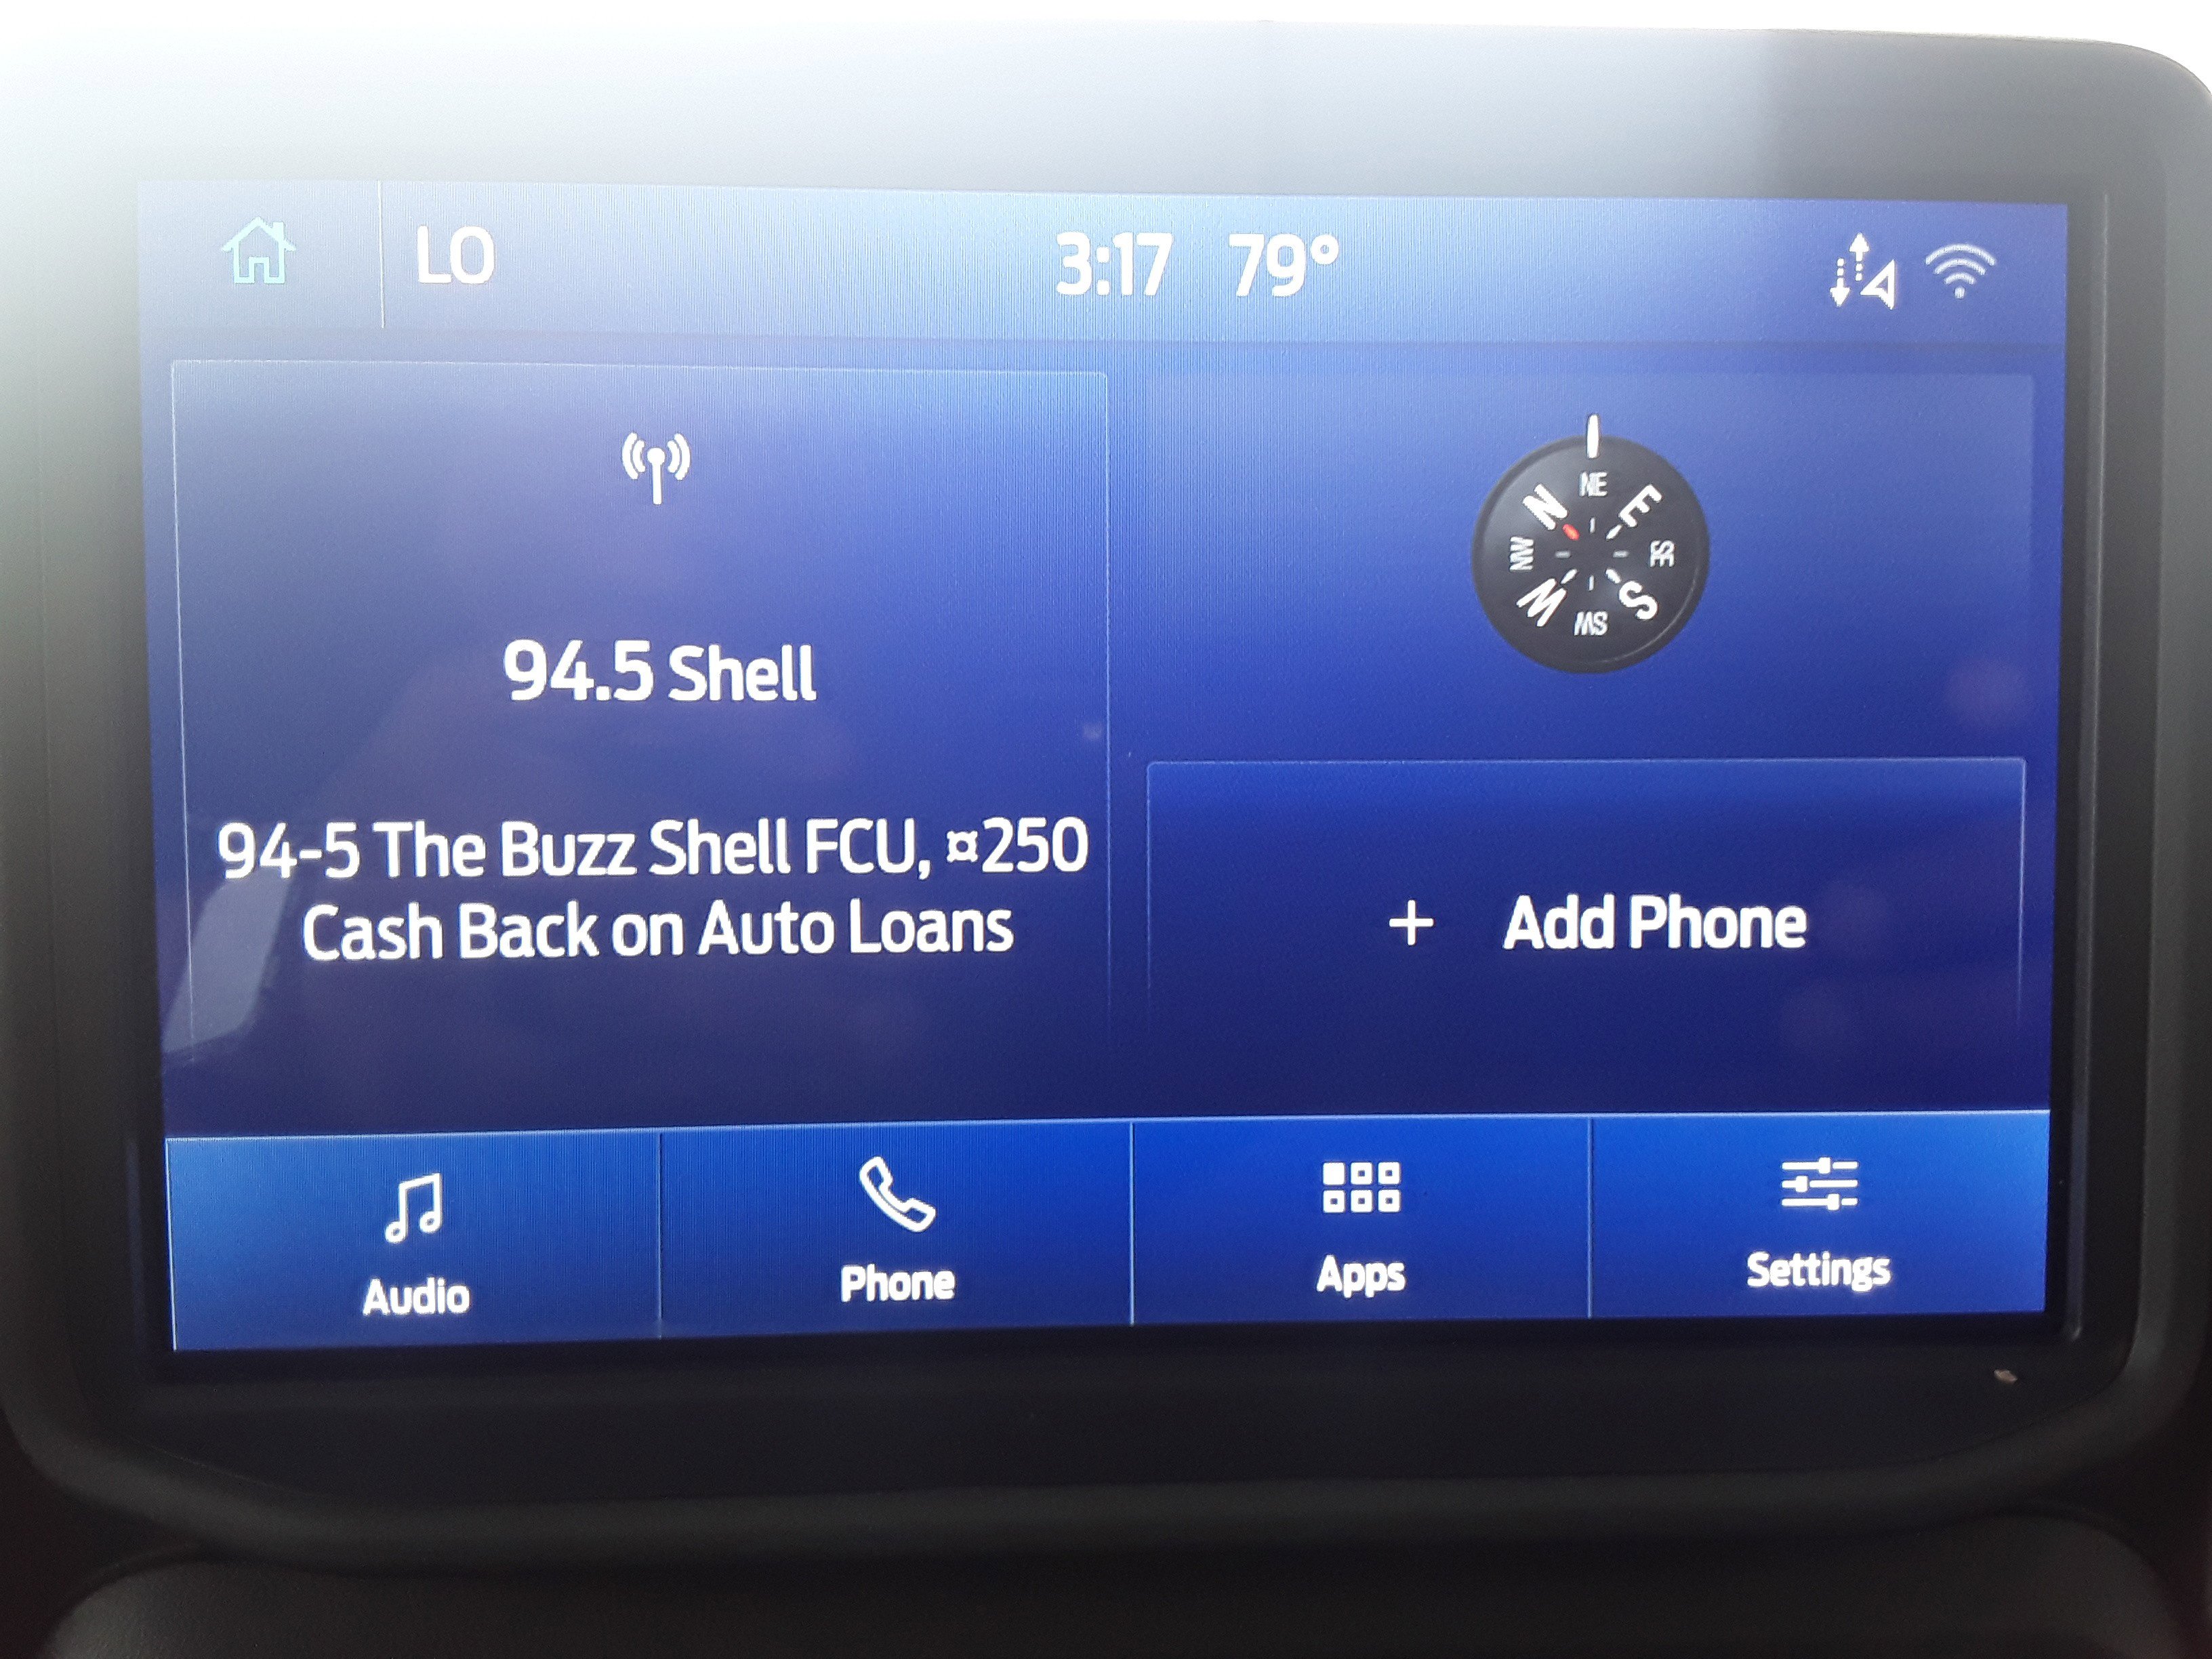 LO
3:17 79°
94.5 Shell
94-5 The Buzz Shell FCU, ¤250
Cash Back on Auto Loans
NE
N E
NW SE
W S
SW
+ Add Phone
Audio
Phone
Apps
Settings